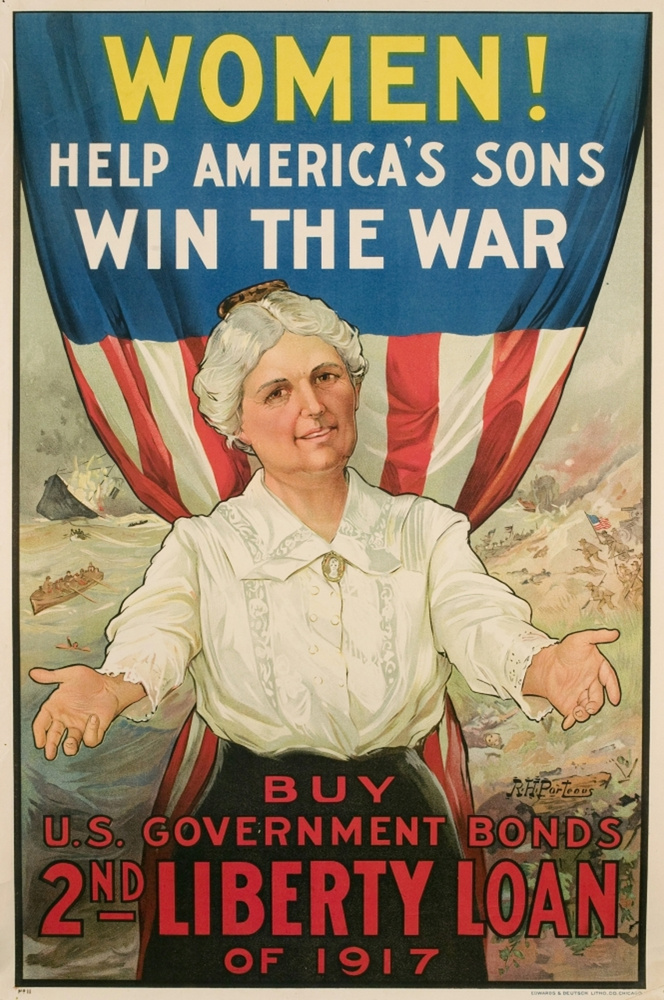 WOMEN!
HELP AMERICA'S SONS
WIN THE WAR
R.H.Porteous
BUY
U.S. GOVERNMENT BONDS
2ND LIBERTY LOAN
OF 1917
EDWARDS & DEUTSCH LITHO. CO. CHICAGO